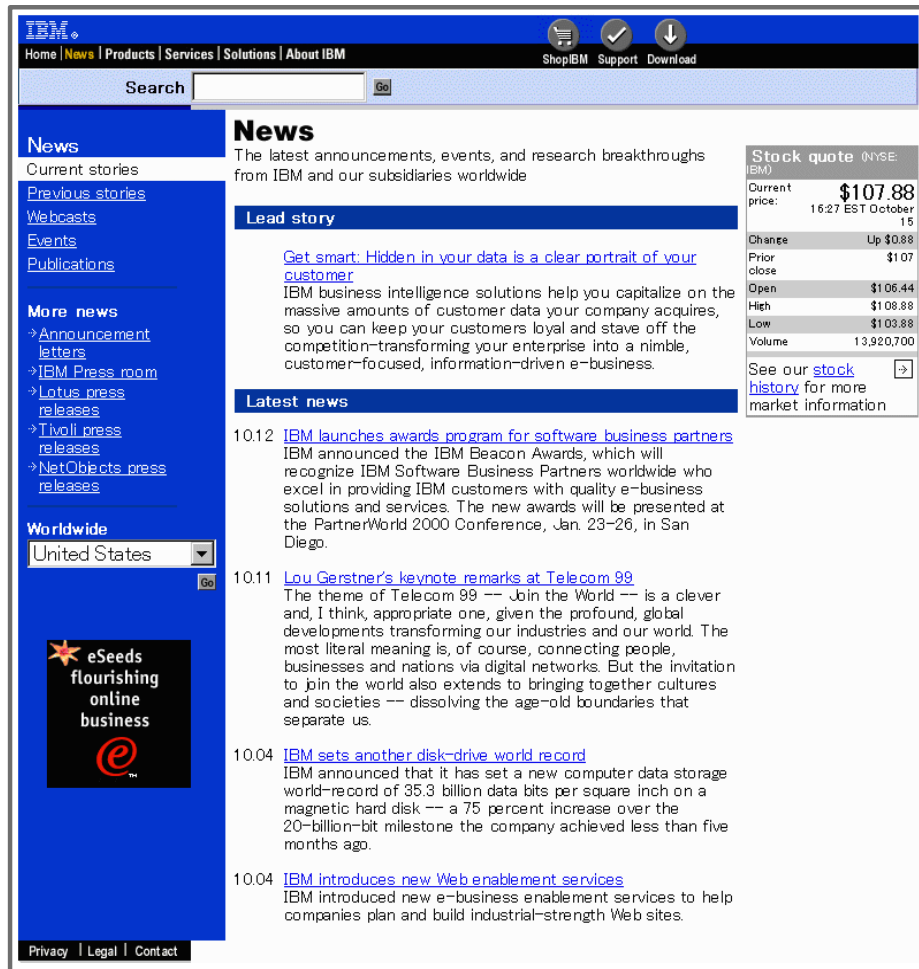 IBM®
Home | News | Products | Services | Solutions | About IBM
ShopIBM Support Download
Search
Go
News
Current stories
Previous stories
Webcasts
Events
Publications
More news
→Announcement
letters
→IBM Press room
→Lotus press
releases
→Tivoli press
releases
→NetObjects press
releases
Worldwide
United States
Go
eSeeds
flourishing
online
business
e TM
Privacy | Legal | Contact
News
The latest announcements, events, and research breakthroughs
from IBM and our subsidiaries worldwide
Lead story
Get smart: Hidden in your data is a clear portrait of your
customer
IBM business intelligence solutions help you capitalize on the
massive amounts of customer data your company acquires,
so you can keep your customers loyal and stave off the
competition-transforming your enterprise into a nimble,
customer-focused, information-driven e-business.
Latest news
10.12 IBM launches awards program for software business partners
IBM announced the IBM Beacon Awards, which will
recognize IBM Software Business Partners worldwide who
excel in providing IBM customers with quality e-business
solutions and services. The new awards will be presented at
the PartnerWorld 2000 Conference, Jan. 23-26, in San
Diego.
10.11 Lou Gerstner's keynote remarks at Telecom 99
The theme of Telecom 99 -- Join the World -- is a clever
and, I think, appropriate one, given the profound, global
developments transforming our industries and our world. The
most literal meaning is, of course, connecting people,
businesses and nations via digital networks. But the invitation
to join the world also extends to bringing together cultures
and societies -- dissolving the age-old boundaries that
separate us.
10.04 IBM sets another disk-drive world record
IBM announced that it has set a new computer data storage
world-record of 35.3 billion data bits per square inch on a
magnetic hard disk -- a 75 percent increase over the
20-billion-bit milestone the company achieved less than five
months ago.
10.04 IBM introduces new Web enablement services
IBM introduced new e-business enablement services to help
companies plan and build industrial-strength Web sites.
Stock quote (NYSE:
IBM)
Current
price:
$107.88
16:27 EST October
15
Change Up $0.88
Prior
close
$107
Open $106.44
High $108.88
Low $103.88
Volume 13,920,700
See our stock
history for more
market information